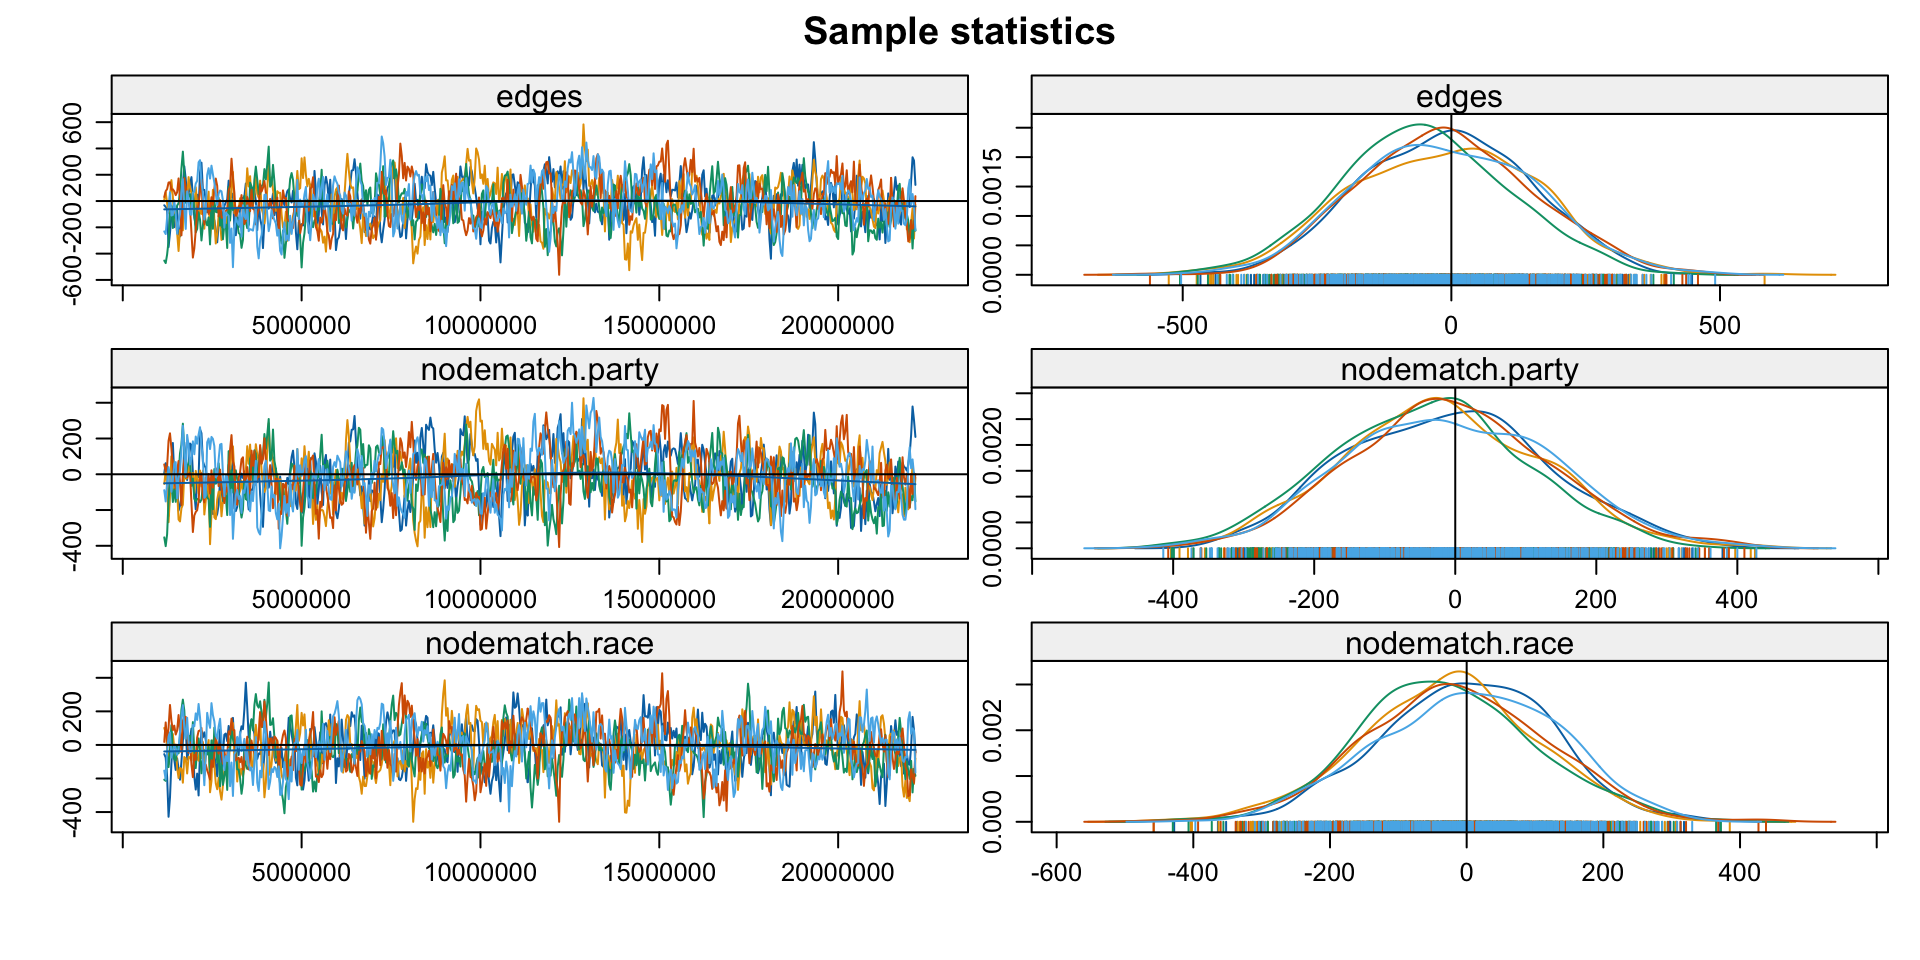 Sample statistics
edges
edges
-600 -200 200 600
5000000 10000000 15000000 20000000
0.0000 0.0015
-500 0 500
nodematch.party
nodematch.party
-400 0 200
5000000 10000000 15000000 20000000
0.0000 0.0020
-400 -200 0 200 400
nodematch.race
nodematch.race
-400 0 200
5000000 10000000 15000000 20000000
0.000 0.002
-600 -400 -200 0 200 400